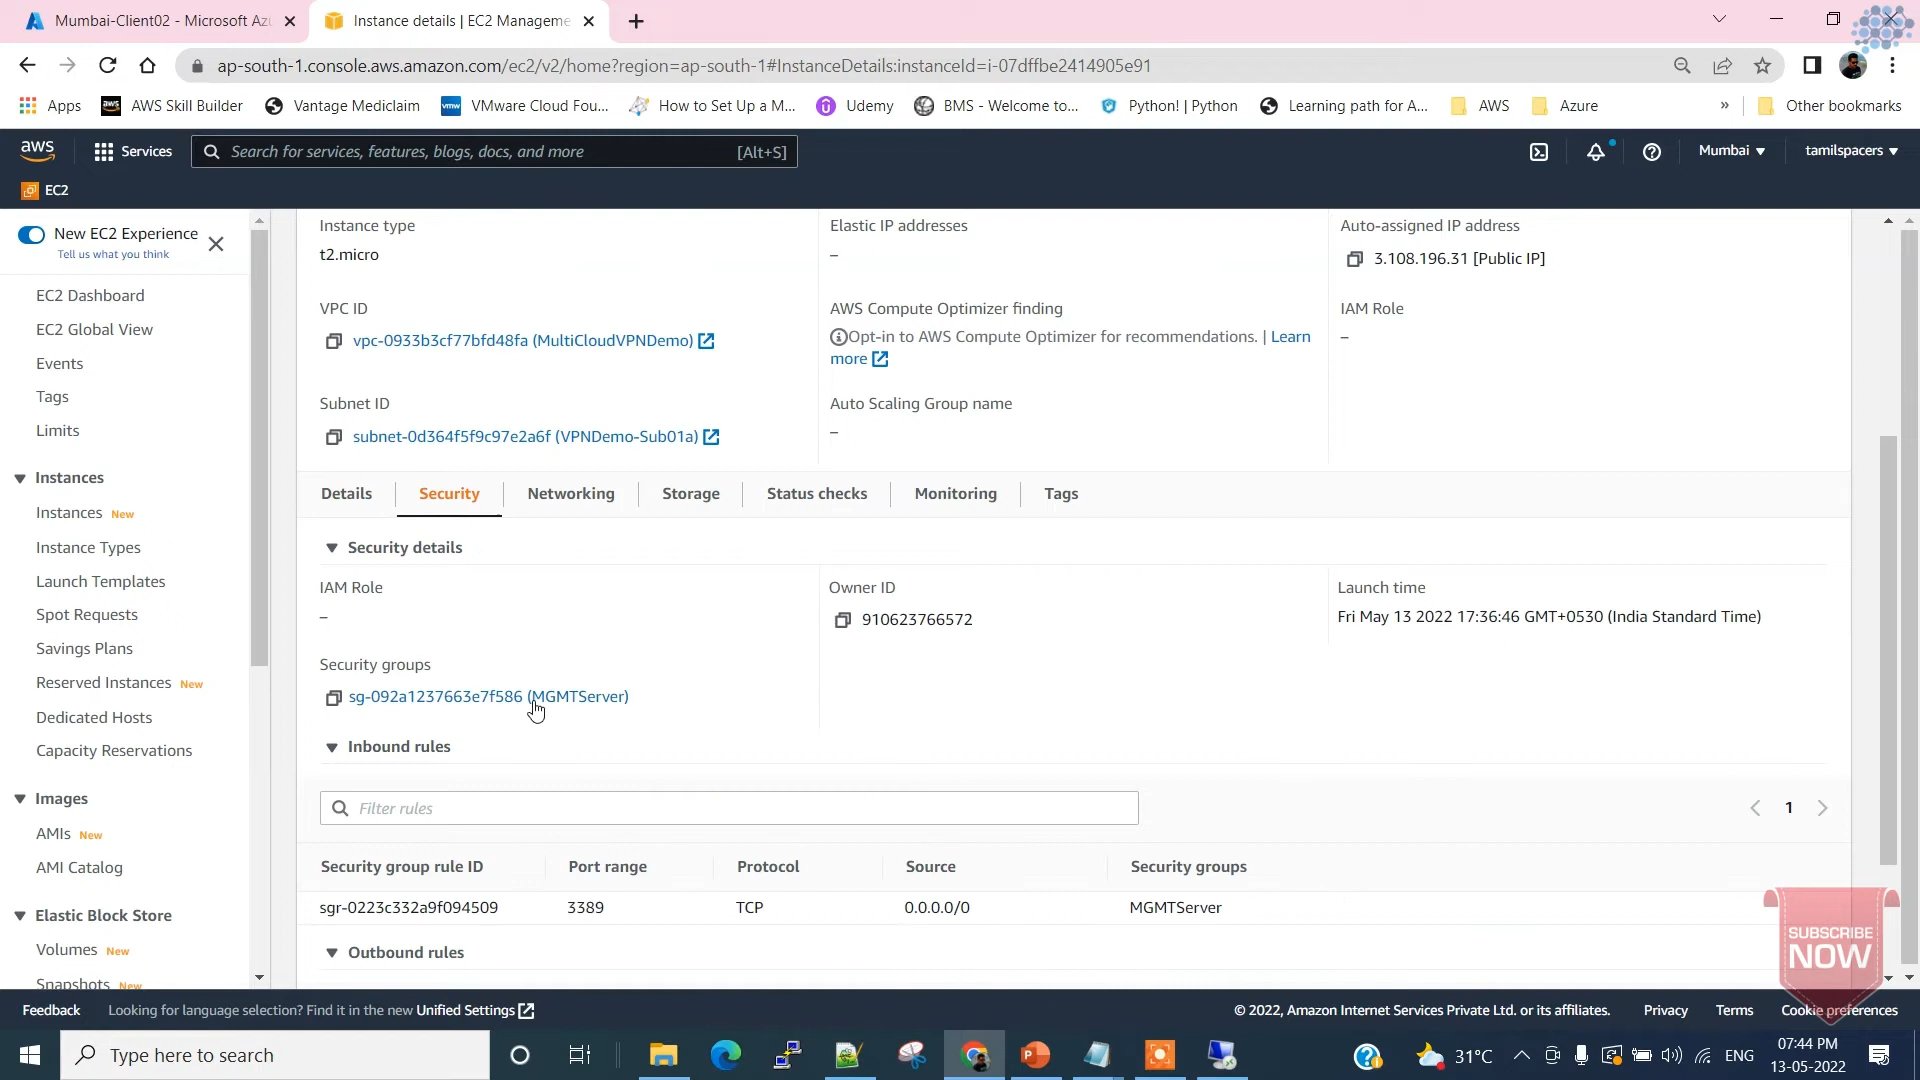 Mumbai-Client02 - Microsoft Azu
Instance details | EC2 Manageme
ap-south-1.console.aws.amazon.com/ec2/v2/home?region=ap-south-1#InstanceDetails:instanceId=i-07dffbe2414905e91
Apps
AWS Skill Builder
Vantage Mediclaim
vmw
VMware Cloud Fou...
How to Set Up a M...
Udemy
BMS - Welcome to...
Python! | Python
Learning path for A...
AWS
Azure
»
Other bookmarks
aws
Services
Search for services, features, blogs, docs, and more
[Alt+S]
Mumbai
tamilspacers
EC2
New EC2 Experience
Tell us what you think
EC2 Dashboard
EC2 Global View
Events
Tags
Limits
Instances
Instances New
Instance Types
Launch Templates
Spot Requests
Savings Plans
Reserved Instances New
Dedicated Hosts
Capacity Reservations
Images
AMIs New
AMI Catalog
Elastic Block Store
Volumes New
Snapshots New
Instance type
t2.micro
Elastic IP addresses
–
Auto-assigned IP address
3.108.196.31 [Public IP]
VPC ID
vpc-0933b3cf77bfd48fa (MultiCloudVPNDemo)
AWS Compute Optimizer finding
Opt-in to AWS Compute Optimizer for recommendations. | Learn
more
IAM Role
–
Subnet ID
subnet-0d364f5f9c97e2a6f (VPNDemo-Sub01a)
Auto Scaling Group name
–
Details
Security
Networking
Storage
Status checks
Monitoring
Tags
Security details
IAM Role
–
Owner ID
910623766572
Launch time
Fri May 13 2022 17:36:46 GMT+0530 (India Standard Time)
Security groups
sg-092a1237663e7f586 (MGMTServer)
Inbound rules
Filter rules
1
Security group rule ID
Port range
Protocol
Source
Security groups
sgr-0223c332a9f094509
3389
TCP
0.0.0.0/0
MGMTServer
Outbound rules
SUBSCRIBE
NOW
Feedback
Looking for language selection? Find it in the new Unified Settings
© 2022, Amazon Internet Services Private Ltd. or its affiliates.
Privacy
Terms
Cookie preferences
Type here to search
31°C
ENG
07:44 PM
13-05-2022